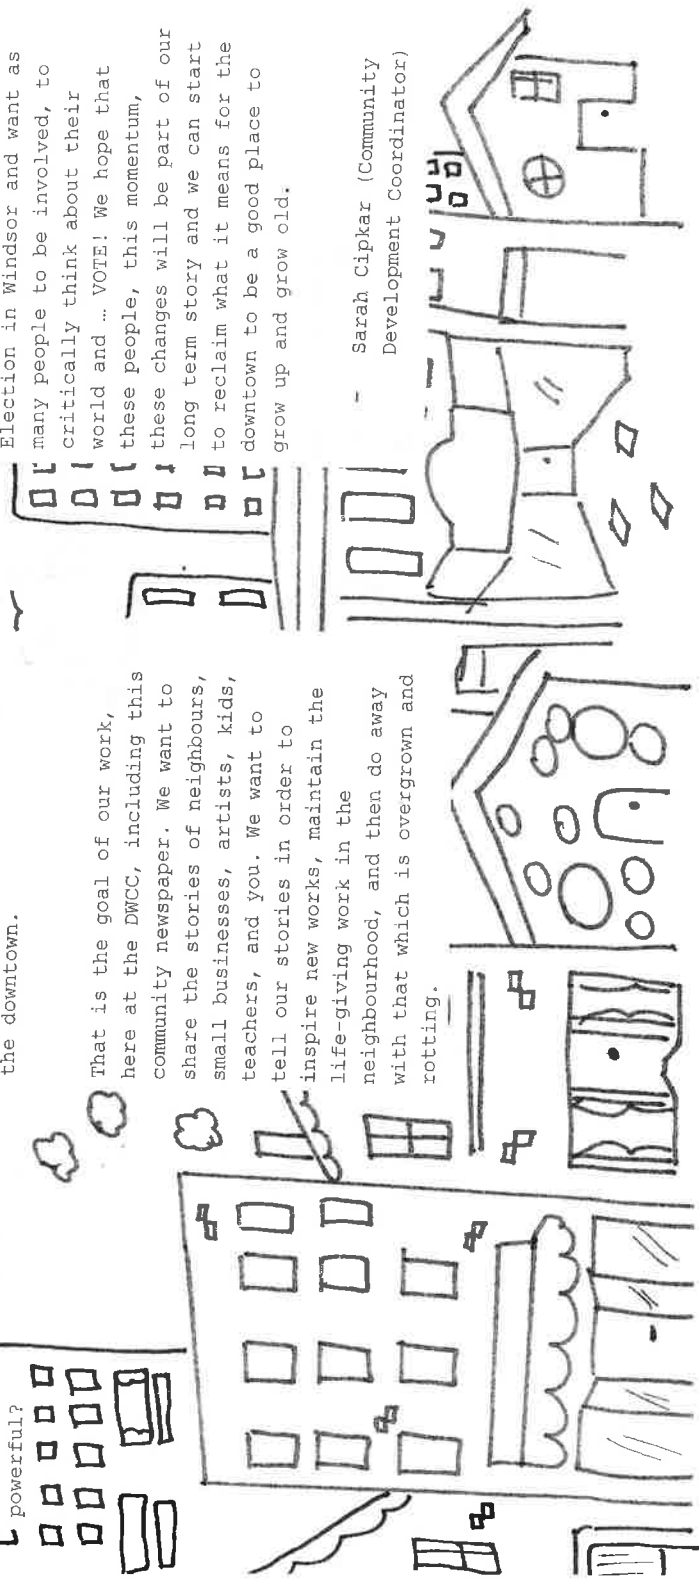 powerful?
the downtown.
That is the goal of our work,
here at the DWCC, including this
community newspaper. We want to
share the stories of neighbours,
small businesses, artists, kids,
teachers, and you. We want to
tell our stories in order to
inspire new works, maintain the
life-giving work in the
neighbourhood, and then do away
with that which is overgrown and
rotting.
Election in Windsor and want as
many people to be involved, to
critically think about their
world and … VOTE! We hope that
these people, this momentum,
these changes will be part of our
long term story and we can start
to reclaim what it means for the
downtown to be a good place to
grow up and grow old.
- Sarah Cipkar (Community
Development Coordinator)